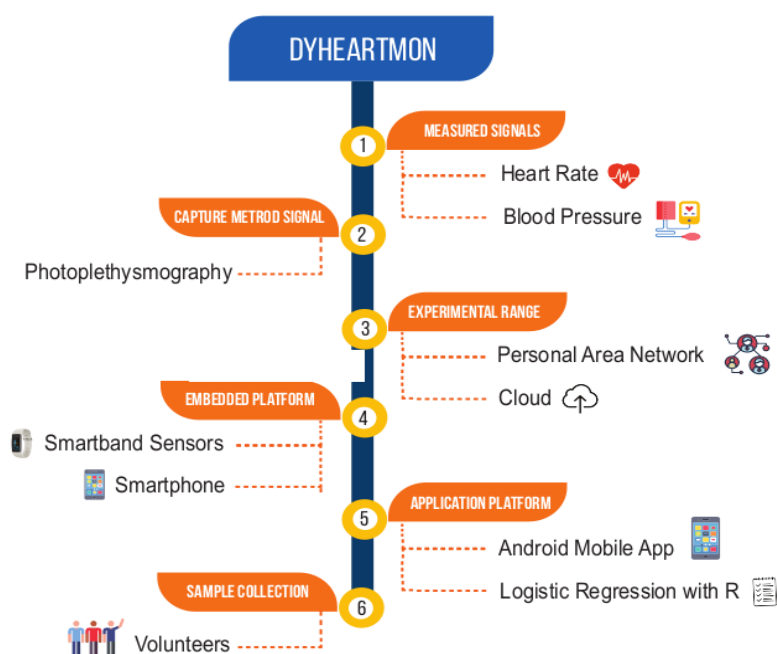 DYHEARTMON
1
MEASURED SIGNALS
Heart Rate
Blood Pressure
CAPTURE METROD SIGNAL
2
Photoplethysmography
3
EXPERIMENTAL RANGE
Personal Area Network
Cloud
EMBEDDED PLATFORM
4
Smartband Sensors
Smartphone
5
APPLICATION PLATFORM
Android Mobile App
Logistic Regression with R
SAMPLE COLLECTION
6
Volunteers